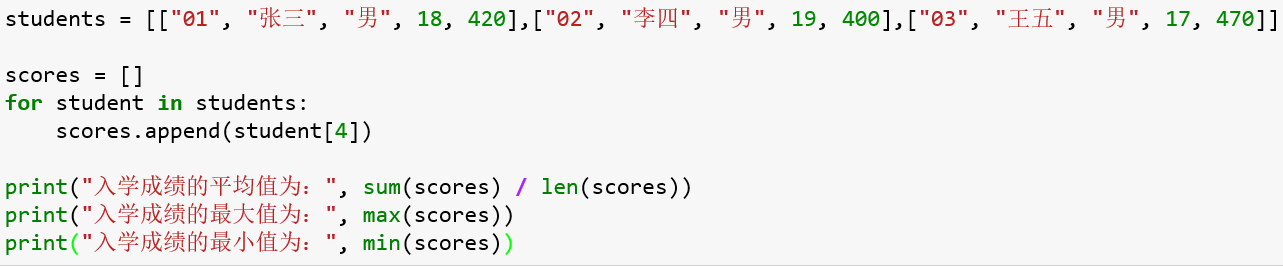 students = [["01", "张三", "男", 18, 420],["02", "李四", "男", 19, 400],["03", "王五", "男", 17, 470]]
scores = []
for student in students:
    scores.append(student[4])
print("入学成绩的平均值为：", sum(scores) / len(scores))
print("入学成绩的最大值为：", max(scores))
print("入学成绩的最小值为：", min(scores))